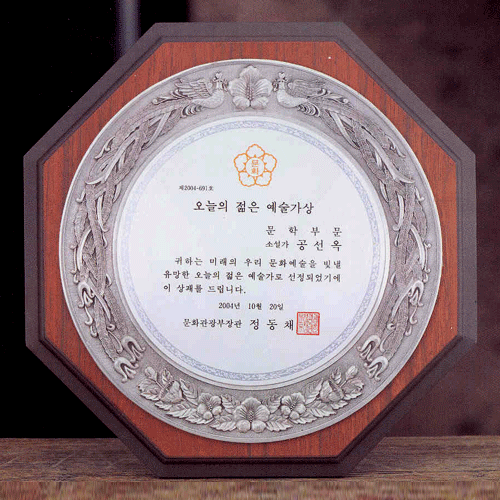 문화
제2004-691호
오늘의 젊은 예술가상
문학부문
소설가 공선옥
귀하는 미래의 우리 문화예술을 빛낼
유망한 오늘의 젊은 예술가로 선정되었기에
이 상패를 드립니다.
2004년 10월 20일
문화관광부장관 정동채